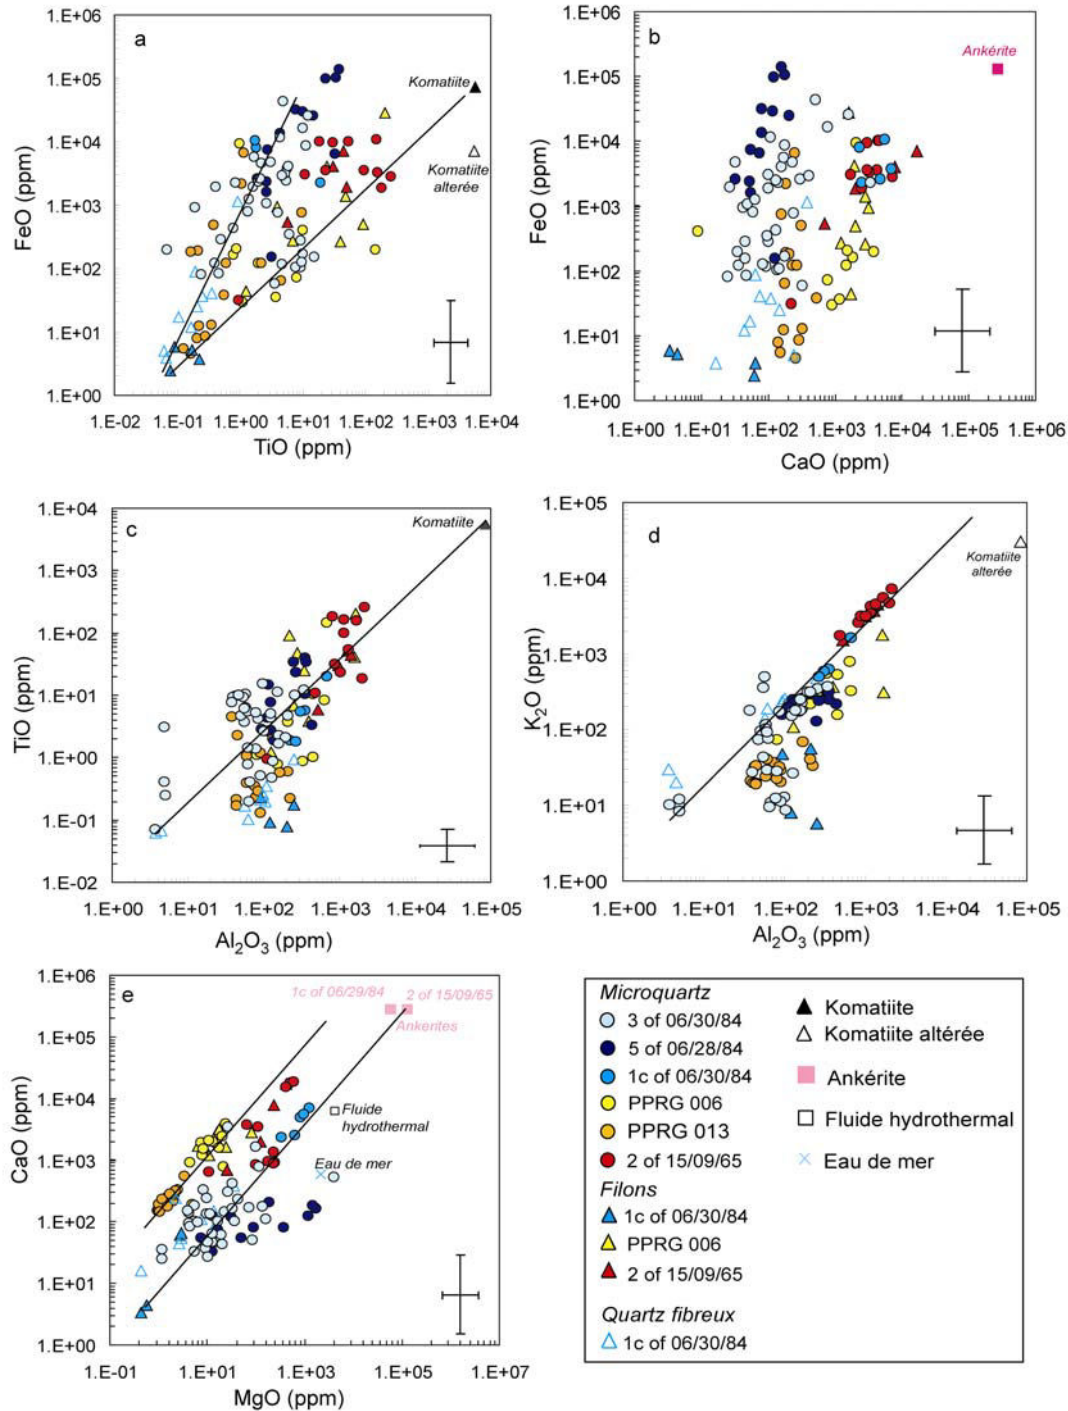 a
1.E+06
1.E+05
1.E+04
1.E+03
1.E+02
1.E+01
1.E+00
FeO (ppm)
Komatiite
Komatiite
alterée
1.E-02 1.E-01 1.E+00 1.E+01 1.E+02 1.E+03 1.E+04
TiO (ppm)
b
1.E+06
1.E+05
1.E+04
1.E+03
1.E+02
1.E+01
1.E+00
FeO (ppm)
Ankérite
1.E+00 1.E+01 1.E+02 1.E+03 1.E+04 1.E+05 1.E+06
CaO (ppm)
c
1.E+04
1.E+03
1.E+02
1.E+01
1.E+00
1.E-01
1.E-02
TiO (ppm)
Komatiite
1.E+00 1.E+01 1.E+02 1.E+03 1.E+04 1.E+05
Al2O3 (ppm)
d
1.E+05
1.E+04
1.E+03
1.E+02
1.E+01
1.E+00
K2O (ppm)
Komatiite
alterée
1.E+00 1.E+01 1.E+02 1.E+03 1.E+04 1.E+05
Al2O3 (ppm)
e
1.E+06
1.E+05
1.E+04
1.E+03
1.E+02
1.E+01
1.E+00
CaO (ppm)
1c of 06/29/84 2 of 15/09/65
Ankerites
Fluide
hydrothermal
Eau de mer
1.E-01 1.E+01 1.E+03 1.E+05 1.E+07
MgO (ppm)
Microquartz
3 of 06/30/84
5 of 06/28/84
1c of 06/30/84
PPRG 006
PPRG 013
2 of 15/09/65
Filons
1c of 06/30/84
PPRG 006
2 of 15/09/65
Quartz fibreux
1c of 06/30/84
Komatiite
Komatiite altérée
Ankérite
Fluide hydrothermal
Eau de mer